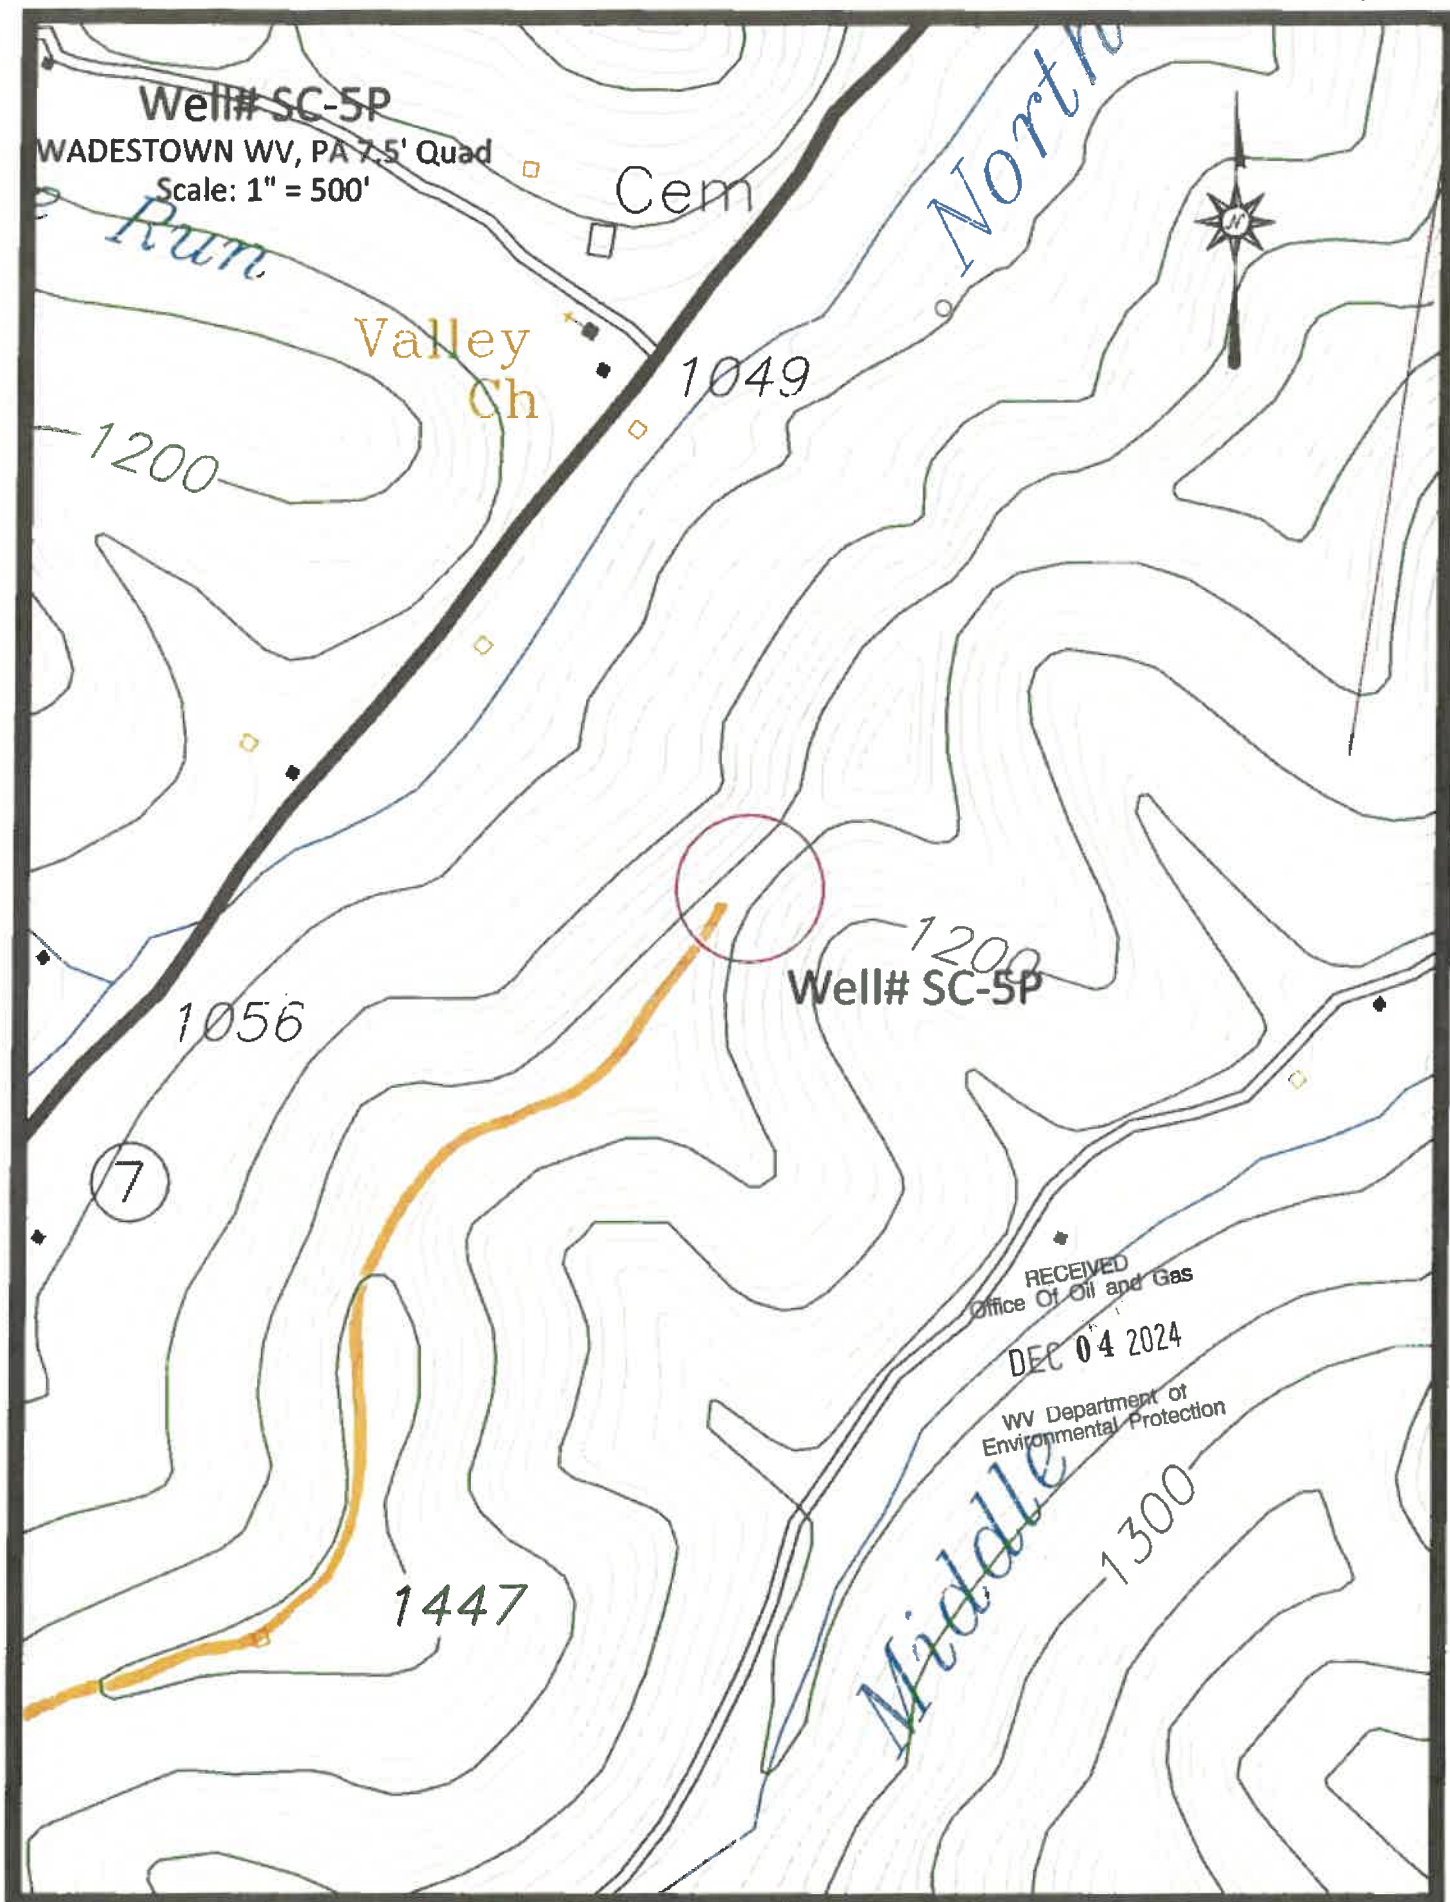 Well# SC-5P
WADESTOWN WV, PA 7.5' Quad
Scale: 1" = 500'
e Run
Cem
North
N
Valley
Ch
1049
1200
1200
Well# SC-5P
1056
7
RECEIVED
Office Of Oil and Gas
DEC 04 2024
WV Department of
Environmental Protection
Middle
1300
1447